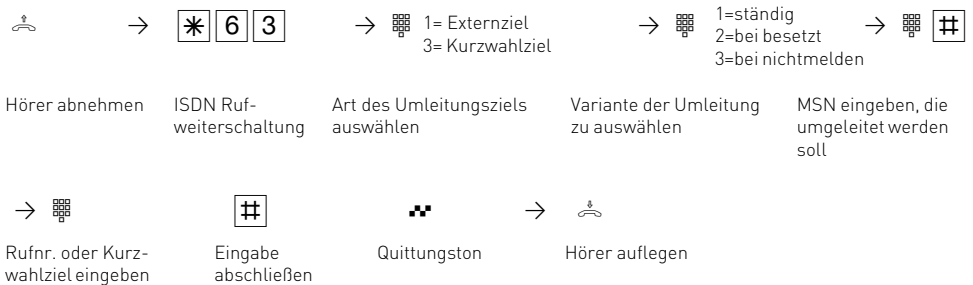 ✱ 6 3
1= Externziel
3= Kurzwahlziel
1=ständig
2=bei besetzt
3=bei nichtmelden
#
Hörer abnehmen
ISDN Ruf-
weiterschaltung
Art des Umleitungsziels
auswählen
Variante der Umleitung
zu auswählen
MSN eingeben, die
umgeleitet werden
soll
#
Rufnr. oder Kurz-
wahlziel eingeben
Eingabe
abschließen
Quittungston
Hörer auflegen